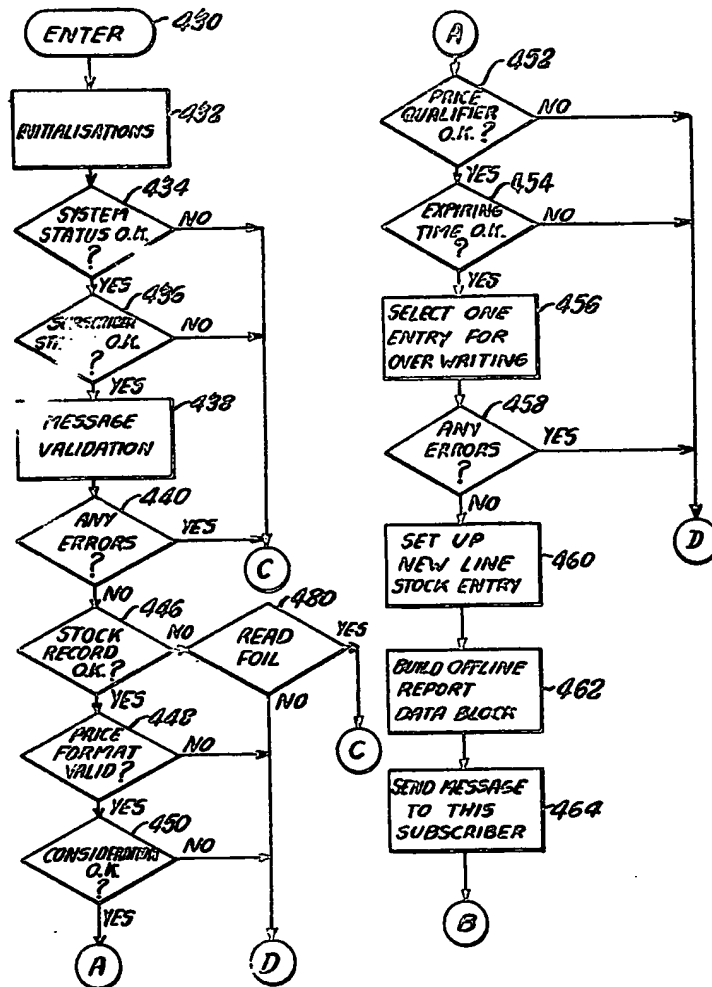 ENTER
430
INITIALISATIONS
432
434
SYSTEM
STATUS O.K.
?
NO
YES
436
SUBSCRIBER
O.K.
?
NO
YES
438
MESSAGE
VALIDATION
440
ANY
ERRORS
?
YES
C
NO
446
STOCK
RECORD
O.K.?
NO
480
READ
FOIL
YES
NO
C
YES
448
PRICE
FORMAT
VALID?
NO
YES
450
CONSIDERATIONS
O.K
?
NO
YES
A
D
A
452
PRICE
QUALIFIER
O.K.?
NO
YES
454
EXPIRING
TIME O.K.
?
NO
YES
456
SELECT ONE
ENTRY FOR
OVER WRITING
458
ANY
ERRORS
?
YES
D
NO
SET UP
NEW LINE
STOCK ENTRY
460
BUILD OFFLINE
REPORT
DATA BLOCK
462
SEND MESSAGE
TO THIS
SUBSCRIBER
464
B